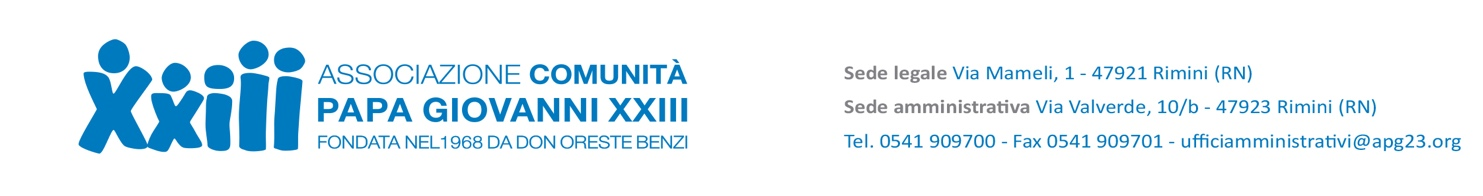 xxiii
ASSOCIAZIONE COMUNITÀ
PAPA GIOVANNI XXIII
FONDATA NEL1968 DA DON ORESTE BENZI
Sede legale Via Mameli, 1 - 47921 Rimini (RN)
Sede amministrativa Via Valverde, 10/b - 47923 Rimini (RN)
Tel. 0541 909700 - Fax 0541 909701 - ufficiamministrativi@apg23.org